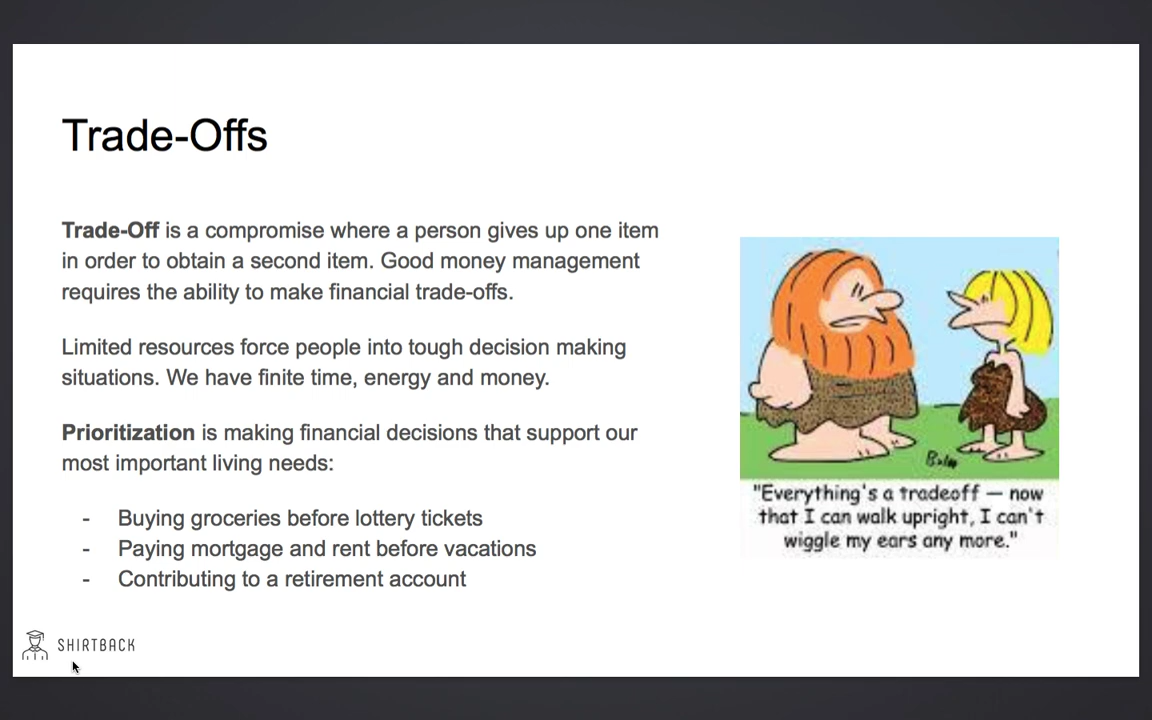 Trade-Offs
Trade-Off is a compromise where a person gives up one item
in order to obtain a second item. Good money management
requires the ability to make financial trade-offs.
Limited resources force people into tough decision making
situations. We have finite time, energy and money.
Prioritization is making financial decisions that support our
most important living needs:
- Buying groceries before lottery tickets
- Paying mortgage and rent before vacations
- Contributing to a retirement account
"Everything's a tradeoff — now
that I can walk upright, I can't
wiggle my ears any more."
SHIRTBACK